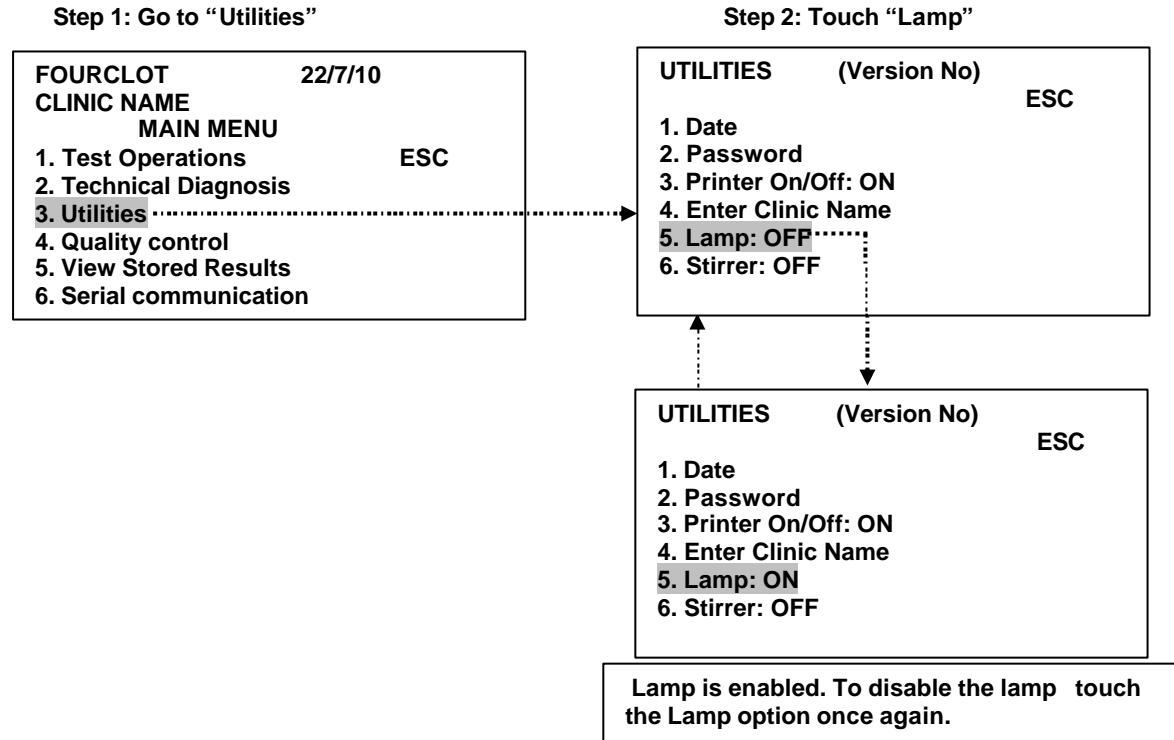 Step 1: Go to “Utilities”
FOURCLOT 22/7/10
CLINIC NAME
MAIN MENU
1. Test Operations ESC
2. Technical Diagnosis
3. Utilities
4. Quality control
5. View Stored Results
6. Serial communication
Step 2: Touch “Lamp”
UTILITIES (Version No)
ESC
1. Date
2. Password
3. Printer On/Off: ON
4. Enter Clinic Name
5. Lamp: OFF
6. Stirrer: OFF
UTILITIES (Version No)
ESC
1. Date
2. Password
3. Printer On/Off: ON
4. Enter Clinic Name
5. Lamp: ON
6. Stirrer: OFF
Lamp is enabled. To disable the lamp touch
the Lamp option once again.